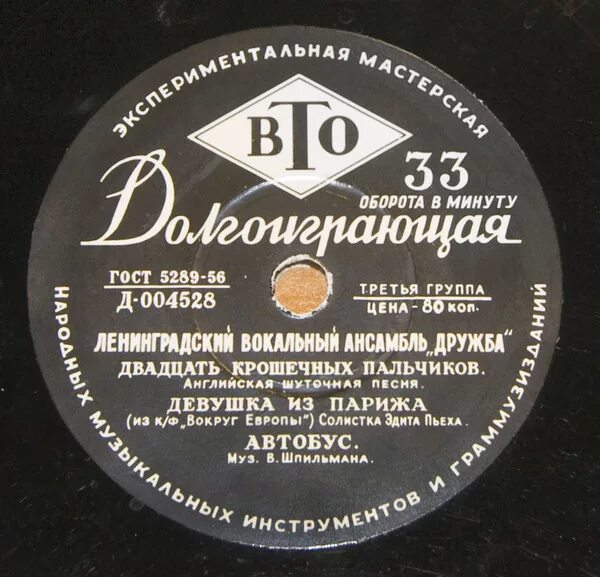 ЭКСПЕРИМЕНТАЛЬНАЯ МАСТЕРСКАЯ
ВТО
33
ОБОРОТА В МИНУТУ
Долгоиграющая
ГОСТ 5289-56
Д-004528
ТРЕТЬЯ ГРУППА
ЦЕНА-80 КОП.
ЛЕНИНГРАДСКИЙ ВОКАЛЬНЫЙ АНСАМБЛЬ „ДРУЖБА“
ДВАДЦАТЬ КРОШЕЧНЫХ ПАЛЬЧИКОВ.
Английская шуточная песня.
ДЕВУШКА ИЗ ПАРИЖА
(из к/ф „Вокруг Европы“) Солистка Эдита Пьеха.
АВТОБУС.
Муз. В. Шпильмана.
НАРОДНЫХ МУЗЫКАЛЬНЫХ ИНСТРУМЕНТОВ И ГРАММУЗИЗДАНИЙ